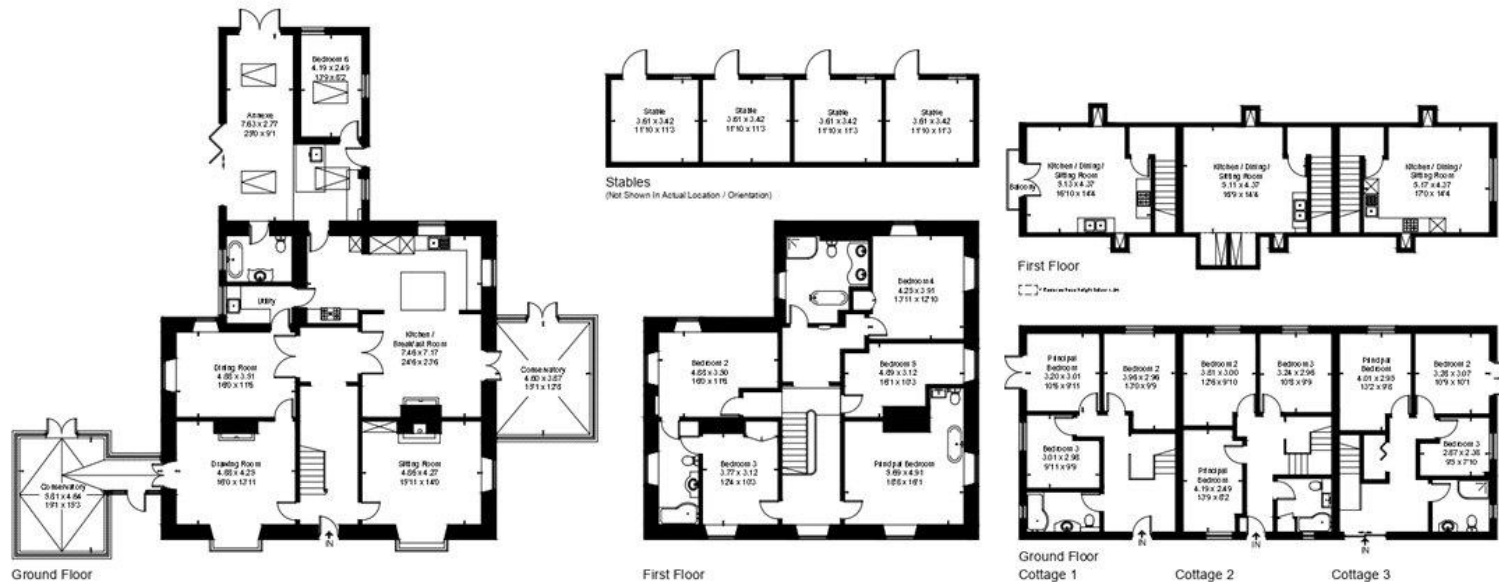 Bedroom 6
4.19 x 2.49
13'9 x 8'2
Annexe
7.63 x 2.77
25'0 x 9'1
Utility
Kitchen /
Breakfast Room
7.46 x 7.17
24'6 x 23'6
Dining Room
4.88 x 3.51
16'0 x 11'6
Conservatory
4.60 x 3.87
15'1 x 12'8
Drawing Room
4.88 x 4.25
16'0 x 13'11
Sitting Room
4.86 x 4.27
15'11 x 14'0
Conservatory
5.81 x 4.64
19'1 x 15'3
IN
Ground Floor
Stable
3.61 x 3.42
11'10 x 11'3
Stable
3.61 x 3.42
11'10 x 11'3
Stable
3.61 x 3.42
11'10 x 11'3
Stable
3.61 x 3.42
11'10 x 11'3
Stables
(Not Shown In Actual Location / Orientation)
Bedroom 4
4.25 x 3.91
13'11 x 12'10
Bedroom 2
4.88 x 3.50
16'0 x 11'6
Bedroom 5
4.89 x 3.12
16'1 x 10'3
Bedroom 3
3.77 x 3.12
12'4 x 10'3
Principal Bedroom
5.69 x 4.91
18'8 x 16'1
First Floor
Balcony
Kitchen / Dining /
Sitting Room
5.13 x 4.37
16'10 x 14'4
Kitchen / Dining /
Sitting Room
5.11 x 4.37
16'9 x 14'4
Kitchen / Dining /
Sitting Room
5.17 x 4.37
17'0 x 14'4
First Floor
Principal
Bedroom
3.20 x 3.01
10'6 x 9'11
Bedroom 2
3.96 x 2.96
13'0 x 9'9
Bedroom 2
3.81 x 3.00
12'6 x 9'10
Bedroom 3
3.24 x 2.96
10'8 x 9'9
Principal
Bedroom
4.01 x 2.95
13'2 x 9'8
Bedroom 2
3.28 x 3.07
10'9 x 10'1
Bedroom 3
3.01 x 2.96
9'11 x 9'9
Principal
Bedroom
4.19 x 2.49
13'9 x 8'2
Bedroom 3
2.87 x 2.38
9'5 x 7'10
IN
IN
IN
Ground Floor
Cottage 1
Cottage 2
Cottage 3